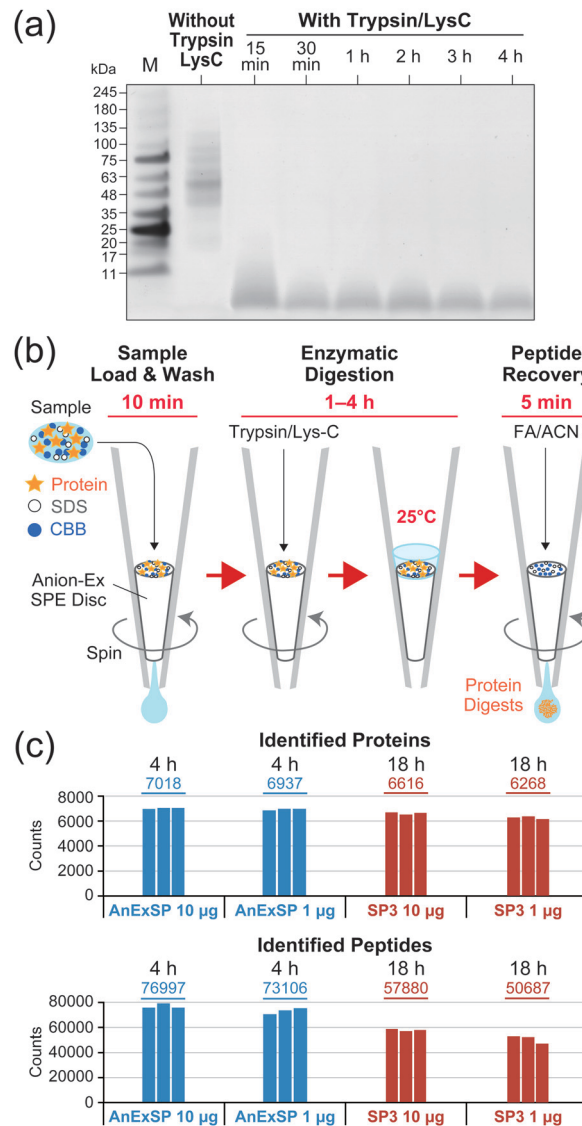 (a)
Without
Trypsin
LysC
With Trypsin/LysC
kDa
M
15
min
30
min
1 h
2 h
3 h
4 h
245
180
135
100
75
63
48
35
25
20
17
11
(b)
Sample
Load & Wash
Enzymatic
Digestion
Peptide
Recovery
10 min
1–4 h
5 min
Sample
Trypsin/Lys-C
FA/ACN
Protein
SDS
CBB
25°C
Anion-Ex
SPE Disc
Spin
Protein
Digests
(c)
Identified Proteins
4 h
4 h
18 h
18 h
7018
6937
6616
6268
Counts
8000
6000
4000
2000
0
AnExSP 10 µg
AnExSP 1 µg
SP3 10 µg
SP3 1 µg
Identified Peptides
4 h
4 h
18 h
18 h
76997
73106
57880
50687
Counts
80000
60000
40000
20000
0
AnExSP 10 µg
AnExSP 1 µg
SP3 10 µg
SP3 1 µg